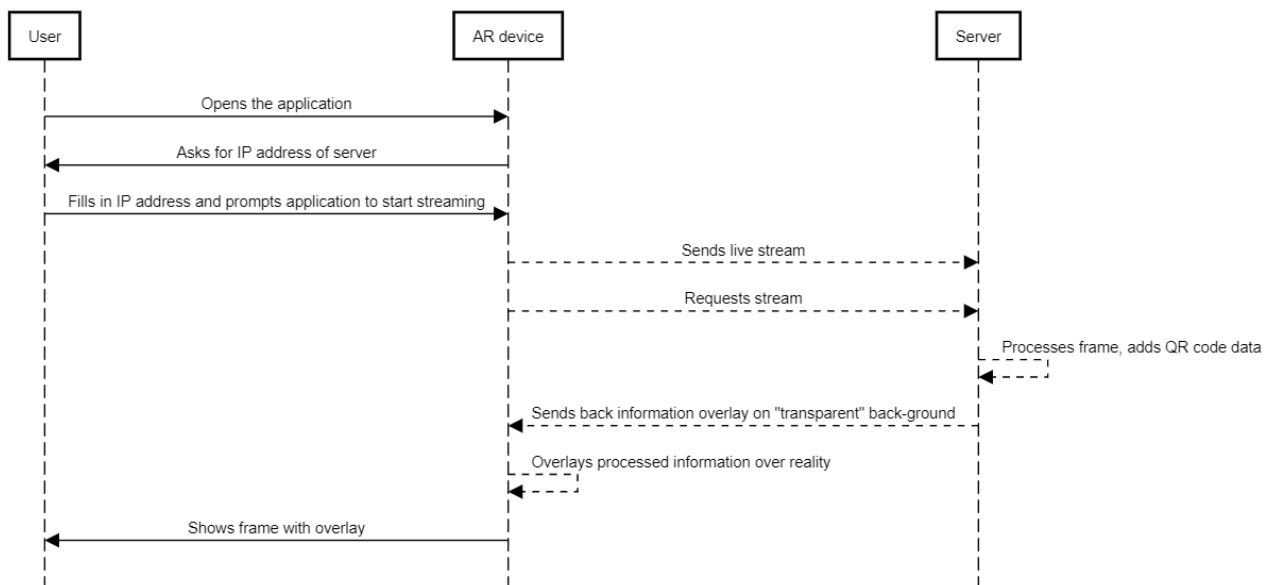 User
AR device
Server
Opens the application
Asks for IP address of server
Fills in IP address and prompts application to start streaming
Sends live stream
Requests stream
Processes frame, adds QR code data
Sends back information overlay on "transparent" back-ground
Overlays processed information over reality
Shows frame with overlay